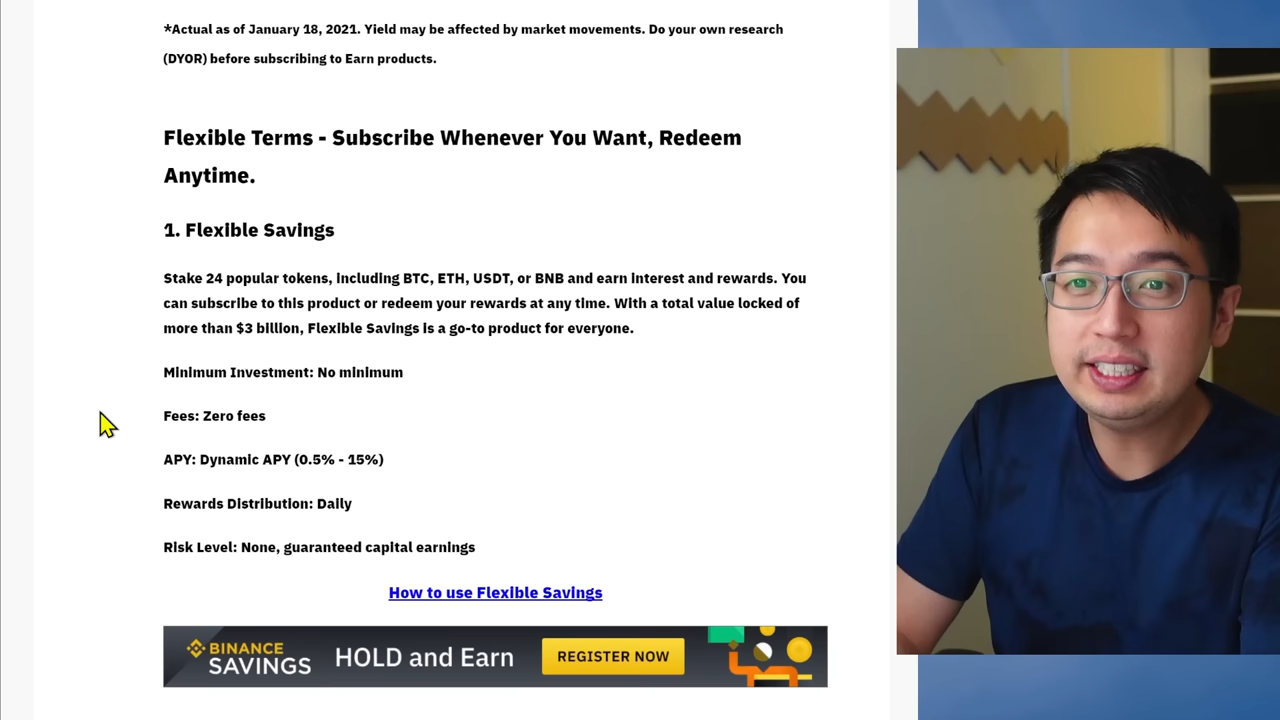 *Actual as of January 18, 2021. Yield may be affected by market movements. Do your own research
(DYOR) before subscribing to Earn products.
Flexible Terms - Subscribe Whenever You Want, Redeem
Anytime.
1. Flexible Savings
Stake 24 popular tokens, including BTC, ETH, USDT, or BNB and earn interest and rewards. You
can subscribe to this product or redeem your rewards at any time. With a total value locked of
more than $3 billion, Flexible Savings is a go-to product for everyone.
Minimum Investment: No minimum
Fees: Zero fees
APY: Dynamic APY (0.5% - 15%)
Rewards Distribution: Daily
Risk Level: None, guaranteed capital earnings
How to use Flexible Savings
BINANCE
SAVINGS
HOLD and Earn
REGISTER NOW